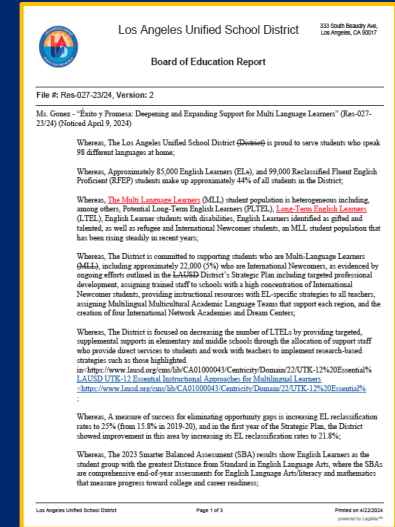 Los Angeles Unified School District
333 South Beaudry Ave,
Los Angeles, CA 90017
Board of Education Report
File #: Res-027-23/24, Version: 2
Ms. Gonez - "Éxito y Promesa: Deepening and Expanding Support for Multi Language Learners" (Res-027-
23/24) (Noticed April 9, 2024)
Whereas, The Los Angeles Unified School District (District) is proud to serve students who speak
98 different languages at home;
Whereas, Approximately 85,000 English Learners (ELs), and 99,000 Reclassified Fluent English
Proficient (RFEP) students make up approximately 44% of all students in the District;
Whereas, The Multi Language Learners (MLL) student population is heterogeneous including,
among others, Potential Long-Term English Learners (PLTEL), Long-Term English Learners
(LTEL), English Learner students with disabilities, English Learners identified as gifted and
talented, as well as refugee and International Newcomer students, an MLL student population that
has been rising steadily in recent years;
Whereas, The District is committed to supporting students who are Multi-Language Learners
(MLL), including approximately 22,000 (5%) who are International Newcomers, as evidenced by
ongoing efforts outlined in the LAUSD District's Strategic Plan including targeted professional
development, assigning trained staff to schools with a high concentration of International
Newcomer students, providing instructional resources with EL-specific strategies to all teachers,
assigning Multilingual Multicultural Academic Language Teams that support each region, and the
creation of four International Network Academies and Dream Centers;
Whereas, The District is focused on decreasing the number of LTELs by providing targeted,
supplemental supports in elementary and middle schools through the allocation of support staff
who provide direct services to students and work with teachers to implement research-based
strategies such as those highlighted
in<https://www.lausd.org/cms/lib/CA01000043/Centricity/Domain/22/UTK-12%20Essential%
LAUSD UTK-12 Essential Instructional Approaches for Multilingual Learners
<https://www.lausd.org/cms/lib/CA01000043/Centricity/Domain/22/UTK-12%20Essential%
;
Whereas, A measure of success for eliminating opportunity gaps is increasing EL reclassification
rates to 25% (from 15.8% in 2019-20), and in the first year of the Strategic Plan, the District
showed improvement in this area by increasing its EL reclassification rates to 21.8%;
Whereas, The 2023 Smarter Balanced Assessment (SBA) results show English Learners as the
student group with the greatest Distance from Standard in English Language Arts, where the SBAs
are comprehensive end-of-year assessments for English Language Arts/literacy and mathematics
that measure progress toward college and career readiness;
Los Angeles Unified School District
Page 1 of 3
Printed on 4/22/2024
powered by Legistar™